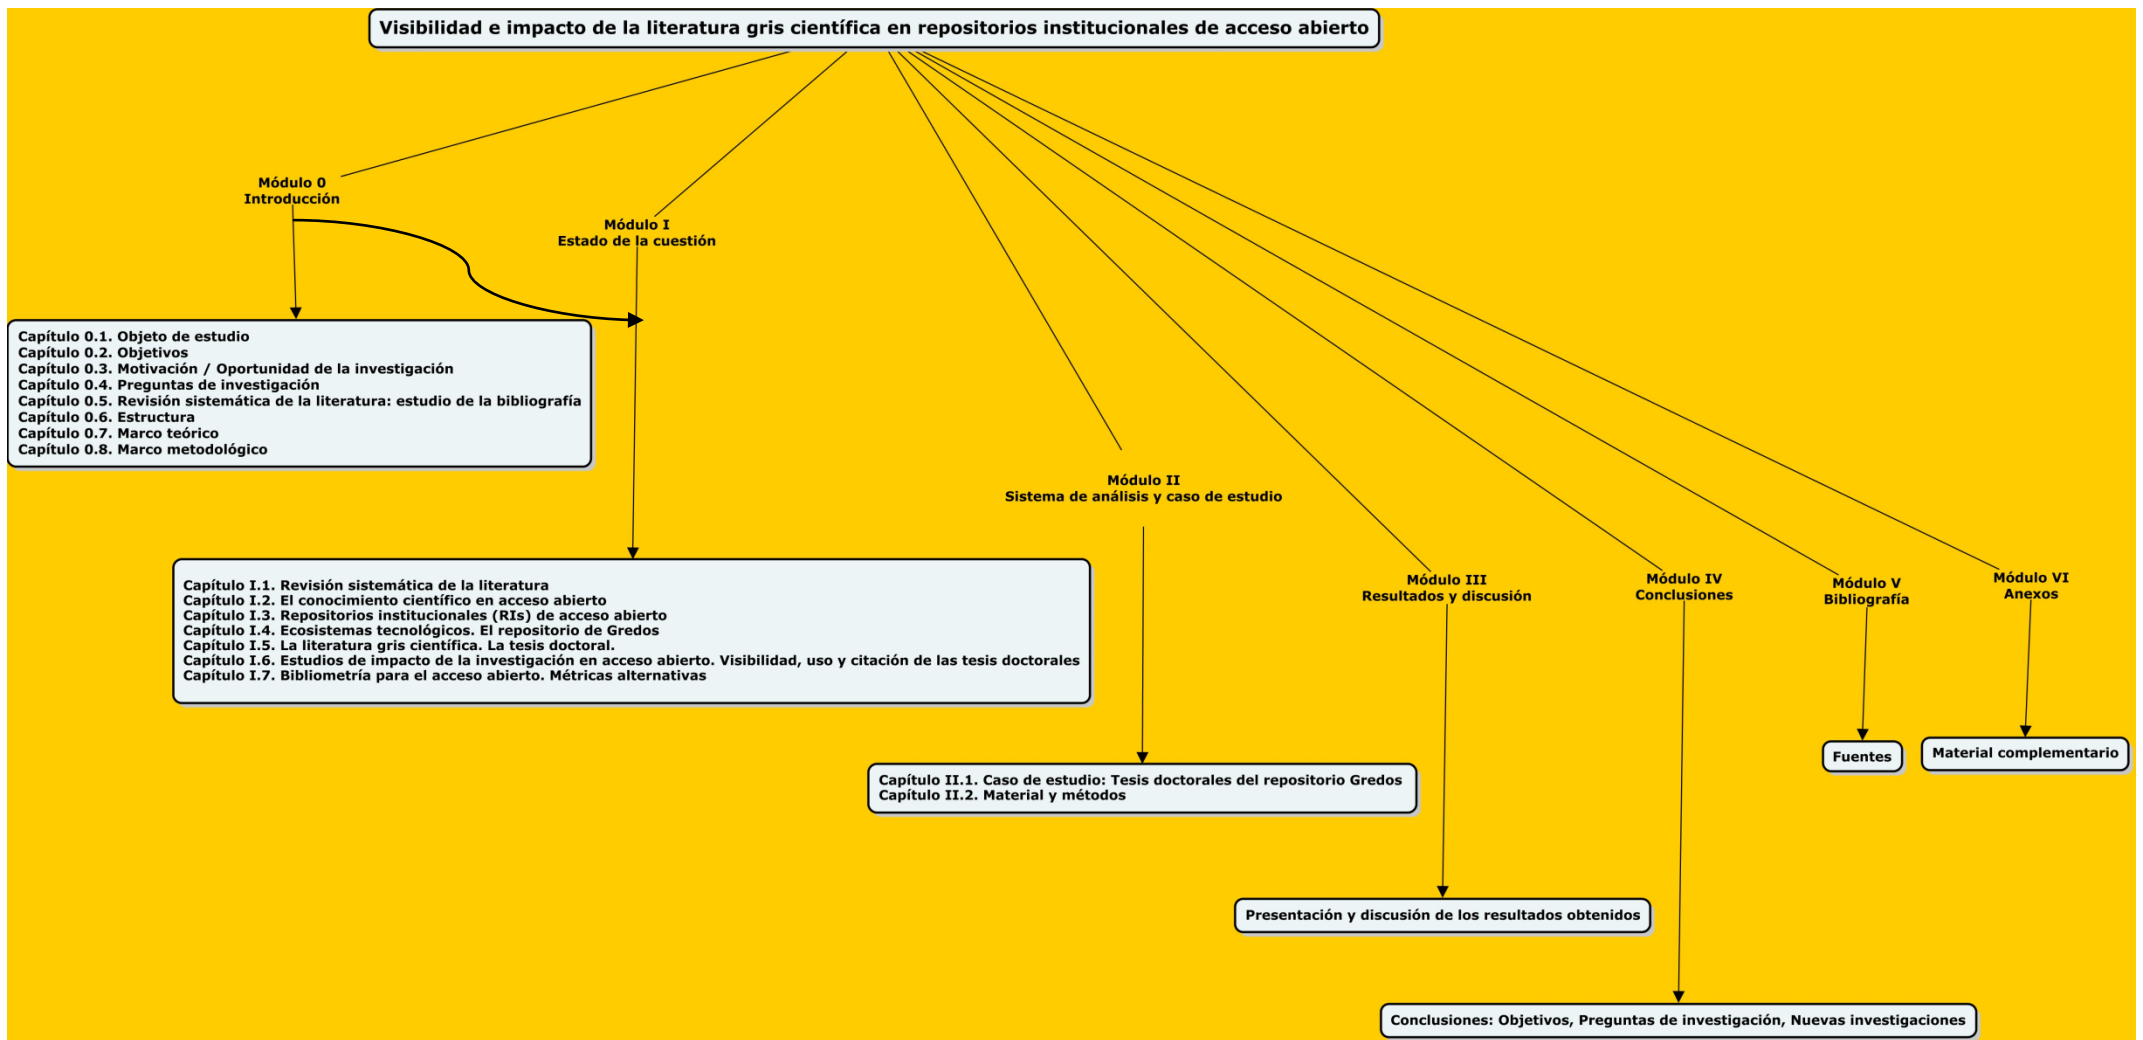 Visibilidad e impacto de la literatura gris científica en repositorios institucionales de acceso abierto
Módulo 0
Introducción
Módulo I
Estado de la cuestión
Capítulo 0.1. Objeto de estudio
Capítulo 0.2. Objetivos
Capítulo 0.3. Motivación / Oportunidad de la investigación
Capítulo 0.4. Preguntas de investigación
Capítulo 0.5. Revisión sistemática de la literatura: estudio de la bibliografía
Capítulo 0.6. Estructura
Capítulo 0.7. Marco teórico
Capítulo 0.8. Marco metodológico
Módulo II
Sistema de análisis y caso de estudio
Capítulo I.1. Revisión sistemática de la literatura
Capítulo I.2. El conocimiento científico en acceso abierto
Capítulo I.3. Repositorios institucionales (RIs) de acceso abierto
Capítulo I.4. Ecosistemas tecnológicos. El repositorio de Gredos
Capítulo I.5. La literatura gris científica. La tesis doctoral.
Capítulo I.6. Estudios de impacto de la investigación en acceso abierto. Visibilidad, uso y citación de las tesis doctorales
Capítulo I.7. Bibliometría para el acceso abierto. Métricas alternativas
Módulo III
Resultados y discusión
Módulo IV
Conclusiones
Módulo V
Bibliografía
Módulo VI
Anexos
Fuentes
Material complementario
Capítulo II.1. Caso de estudio: Tesis doctorales del repositorio Gredos
Capítulo II.2. Material y métodos
Presentación y discusión de los resultados obtenidos
Conclusiones: Objetivos, Preguntas de investigación, Nuevas investigaciones